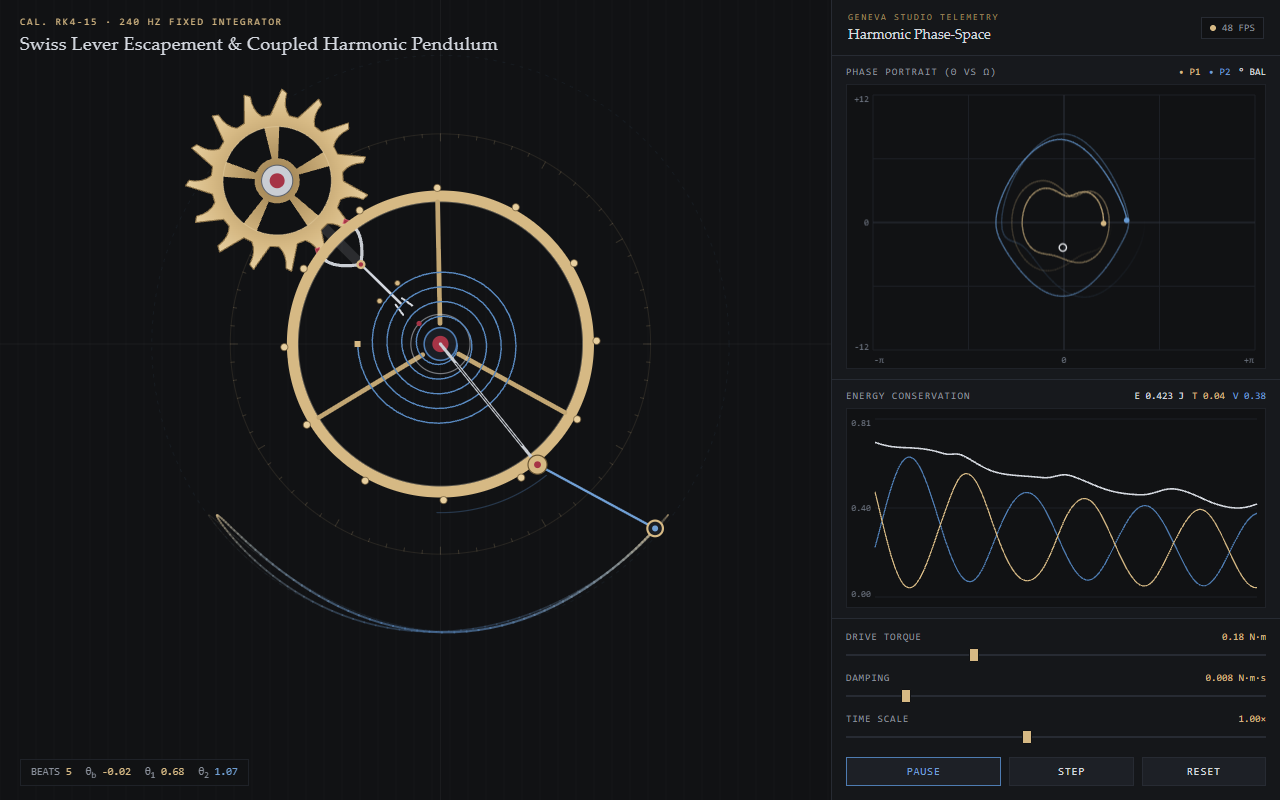 CAL. RK4-15 · 240 HZ FIXED INTEGRATOR
Swiss Lever Escapement & Coupled Harmonic Pendulum
BEATS 5 θb -0.02 θ1 0.68 θ2 1.07
GENEVA STUDIO TELEMETRY
Harmonic Phase-Space
48 FPS
PHASE PORTRAIT (Θ VS Ω)
• P1 • P2 ° BAL
+12
0
-12
-π 0 +π
ENERGY CONSERVATION
E 0.423 J T 0.04 V 0.38
0.81
0.40
0.00
DRIVE TORQUE 0.18 N·m
DAMPING 0.008 N·m·s
TIME SCALE 1.00×
PAUSE STEP RESET